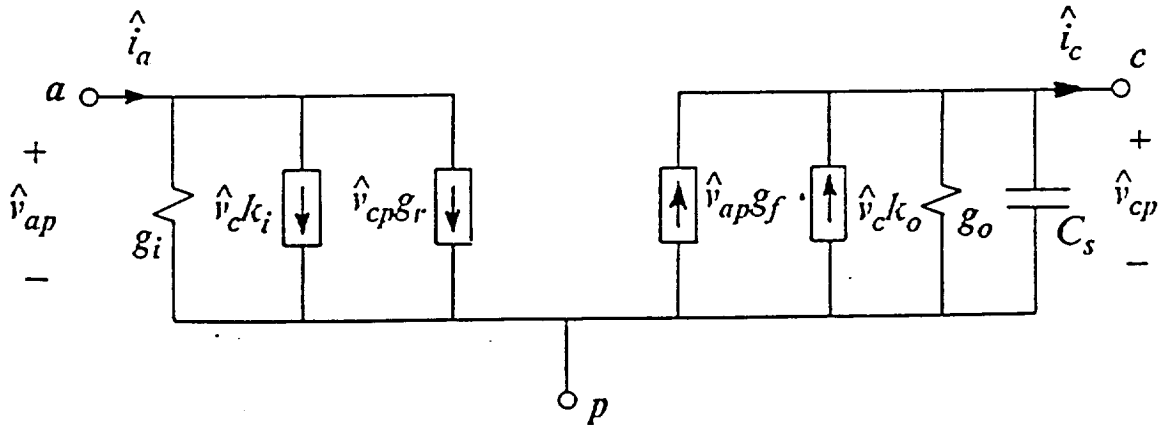 î_a
î_c
a
c
+
v̂_ap
−
g_i
v̂_c k_i
v̂_cp g_r
v̂_ap g_f
v̂_c k_o
g_o
C_s
+
v̂_cp
−
p